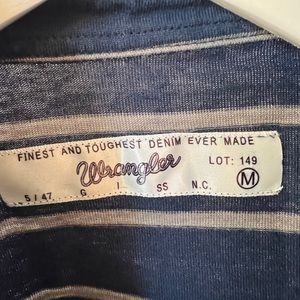 FINEST AND TOUGHEST DENIM EVER MADE
Wrangler
LOT: 149
5 / 47 G I SS N.C. M